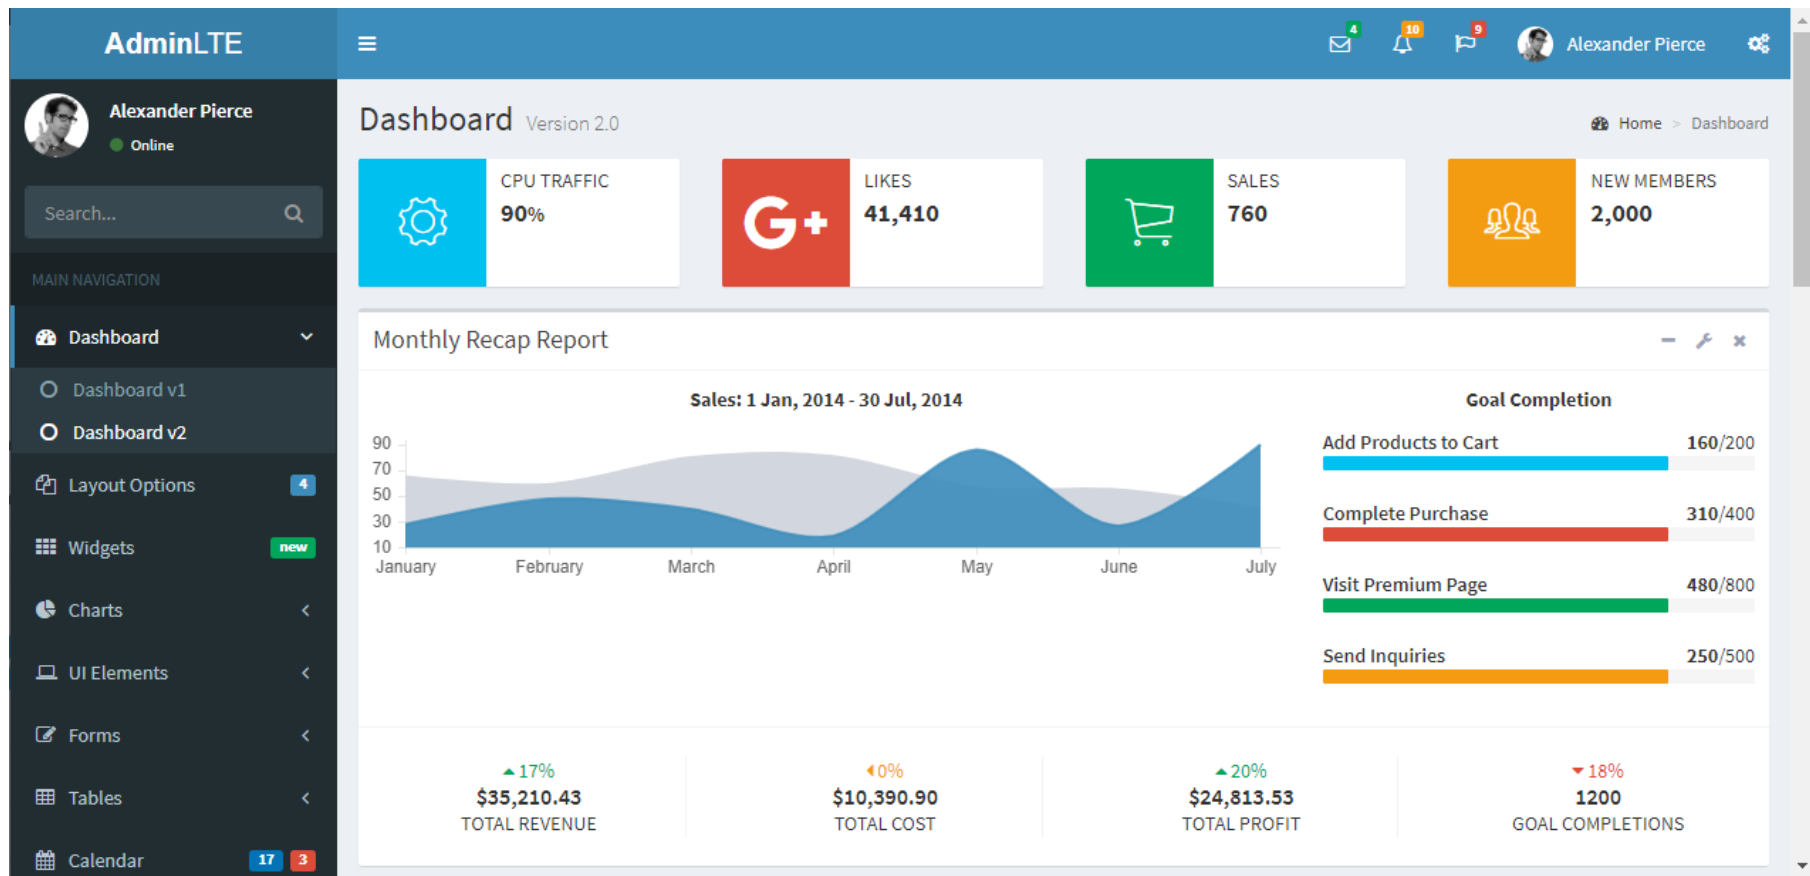 AdminLTE
4
10
9
Alexander Pierce
Alexander Pierce
Online
Search...
MAIN NAVIGATION
Dashboard
Dashboard v1
Dashboard v2
Layout Options 4
Widgets new
Charts
UI Elements
Forms
Tables
Calendar 17 3
Dashboard Version 2.0
Home > Dashboard
CPU TRAFFIC
90%
G+
LIKES
41,410
SALES
760
NEW MEMBERS
2,000
Monthly Recap Report
Sales: 1 Jan, 2014 - 30 Jul, 2014
90
70
50
30
10
January February March April May June July
Goal Completion
Add Products to Cart 160/200
Complete Purchase 310/400
Visit Premium Page 480/800
Send Inquiries 250/500
17%
$35,210.43
TOTAL REVENUE
0%
$10,390.90
TOTAL COST
20%
$24,813.53
TOTAL PROFIT
18%
1200
GOAL COMPLETIONS